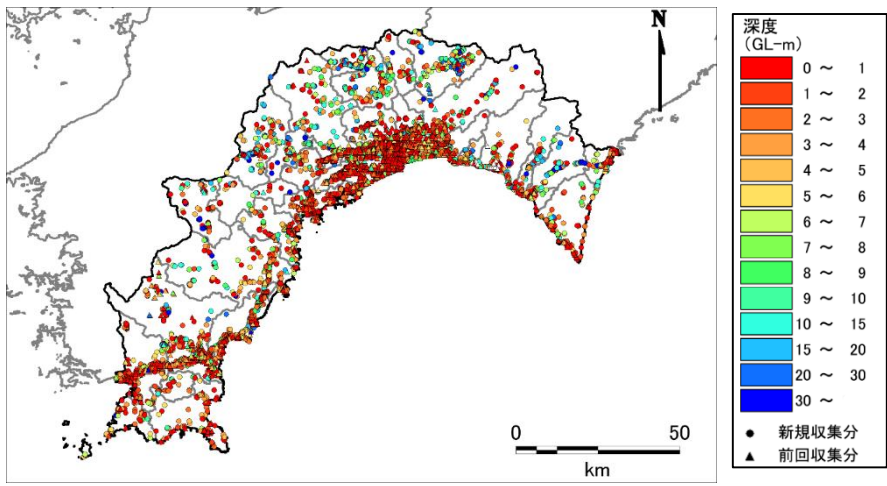 N
0
50
km
深度
(GL-m)
0 ～ 1
1 ～ 2
2 ～ 3
3 ～ 4
4 ～ 5
5 ～ 6
6 ～ 7
7 ～ 8
8 ～ 9
9 ～ 10
10 ～ 15
15 ～ 20
20 ～ 30
30 ～
新規収集分
前回収集分